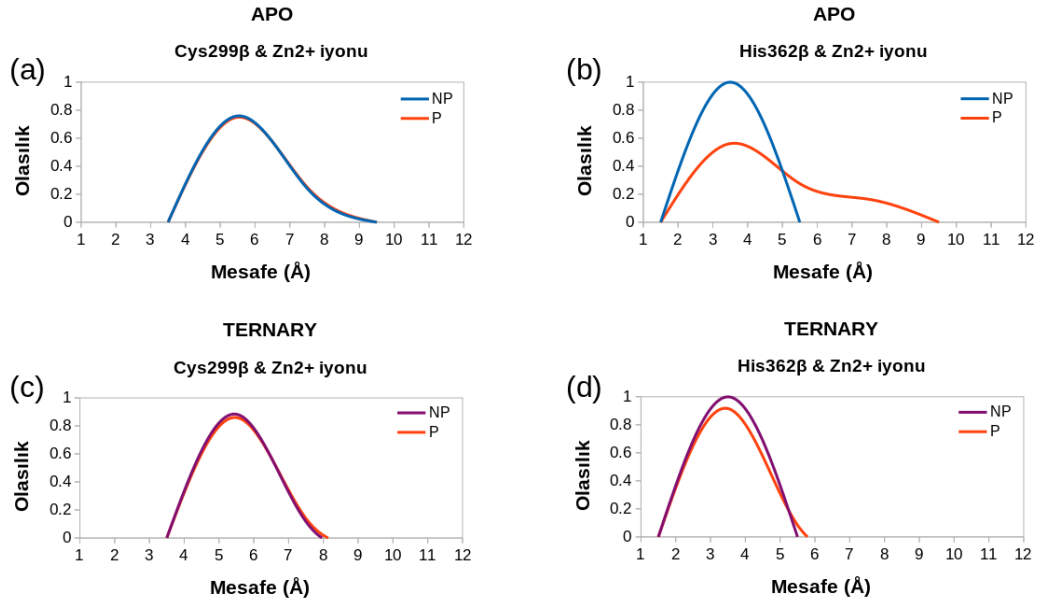 APO
Cys299β & Zn2+ iyonu
(a)
1
0.8
0.6
0.4
0.2
0
Olasılık
NP
P
1 2 3 4 5 6 7 8 9 10 11 12
Mesafe (Å)
APO
His362β & Zn2+ iyonu
(b)
1
0.8
0.6
0.4
0.2
0
Olasılık
NP
P
1 2 3 4 5 6 7 8 9 10 11 12
Mesafe (Å)
TERNARY
Cys299β & Zn2+ iyonu
(c)
1
0.8
0.6
0.4
0.2
0
Olasılık
NP
P
1 2 3 4 5 6 7 8 9 10 11 12
Mesafe (Å)
TERNARY
His362β & Zn2+ iyonu
(d)
1
0.8
0.6
0.4
0.2
0
Olasılık
NP
P
1 2 3 4 5 6 7 8 9 10 11 12
Mesafe (Å)